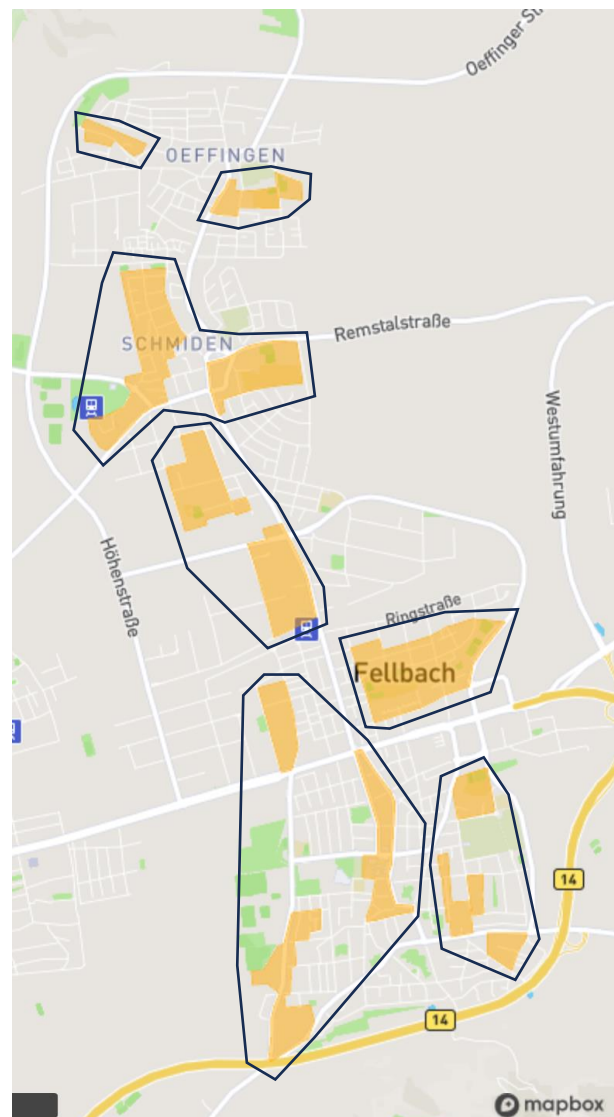 Oeffinger St
OEFFINGEN
Remstalstraße
SCHMIDEN
Westumfahrung
Höhenstraße
Ringstraße
Fellbach
14
14
mapbox